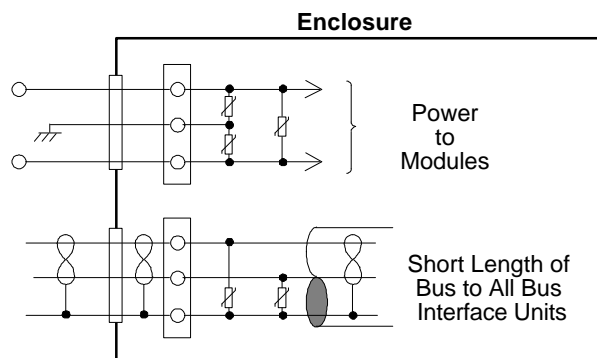 Enclosure
Power
to
Modules
Short Length of
Bus to All Bus
Interface Units